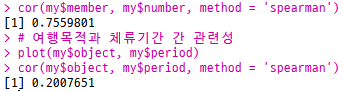 > cor(my$member, my$number, method = 'spearman')
[1] 0.7559801
> # 여행목적과 체류기간 간 관련성
> plot(my$object, my$period)
> cor(my$object, my$period, method = 'spearman')
[1] 0.2007651